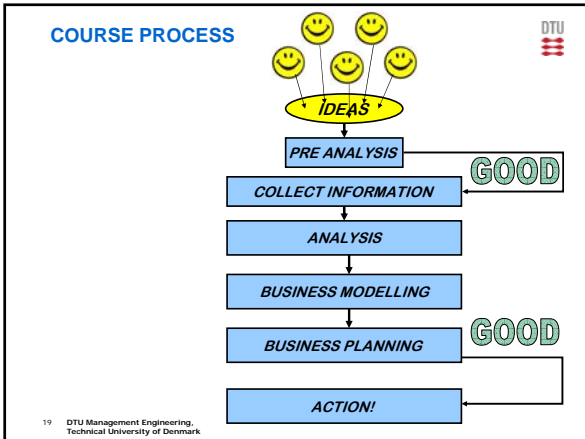 COURSE PROCESS
DTU
IDEAS
PRE ANALYSIS
GOOD
COLLECT INFORMATION
ANALYSIS
BUSINESS MODELLING
GOOD
BUSINESS PLANNING
ACTION!
19 DTU Management Engineering,
Technical University of Denmark